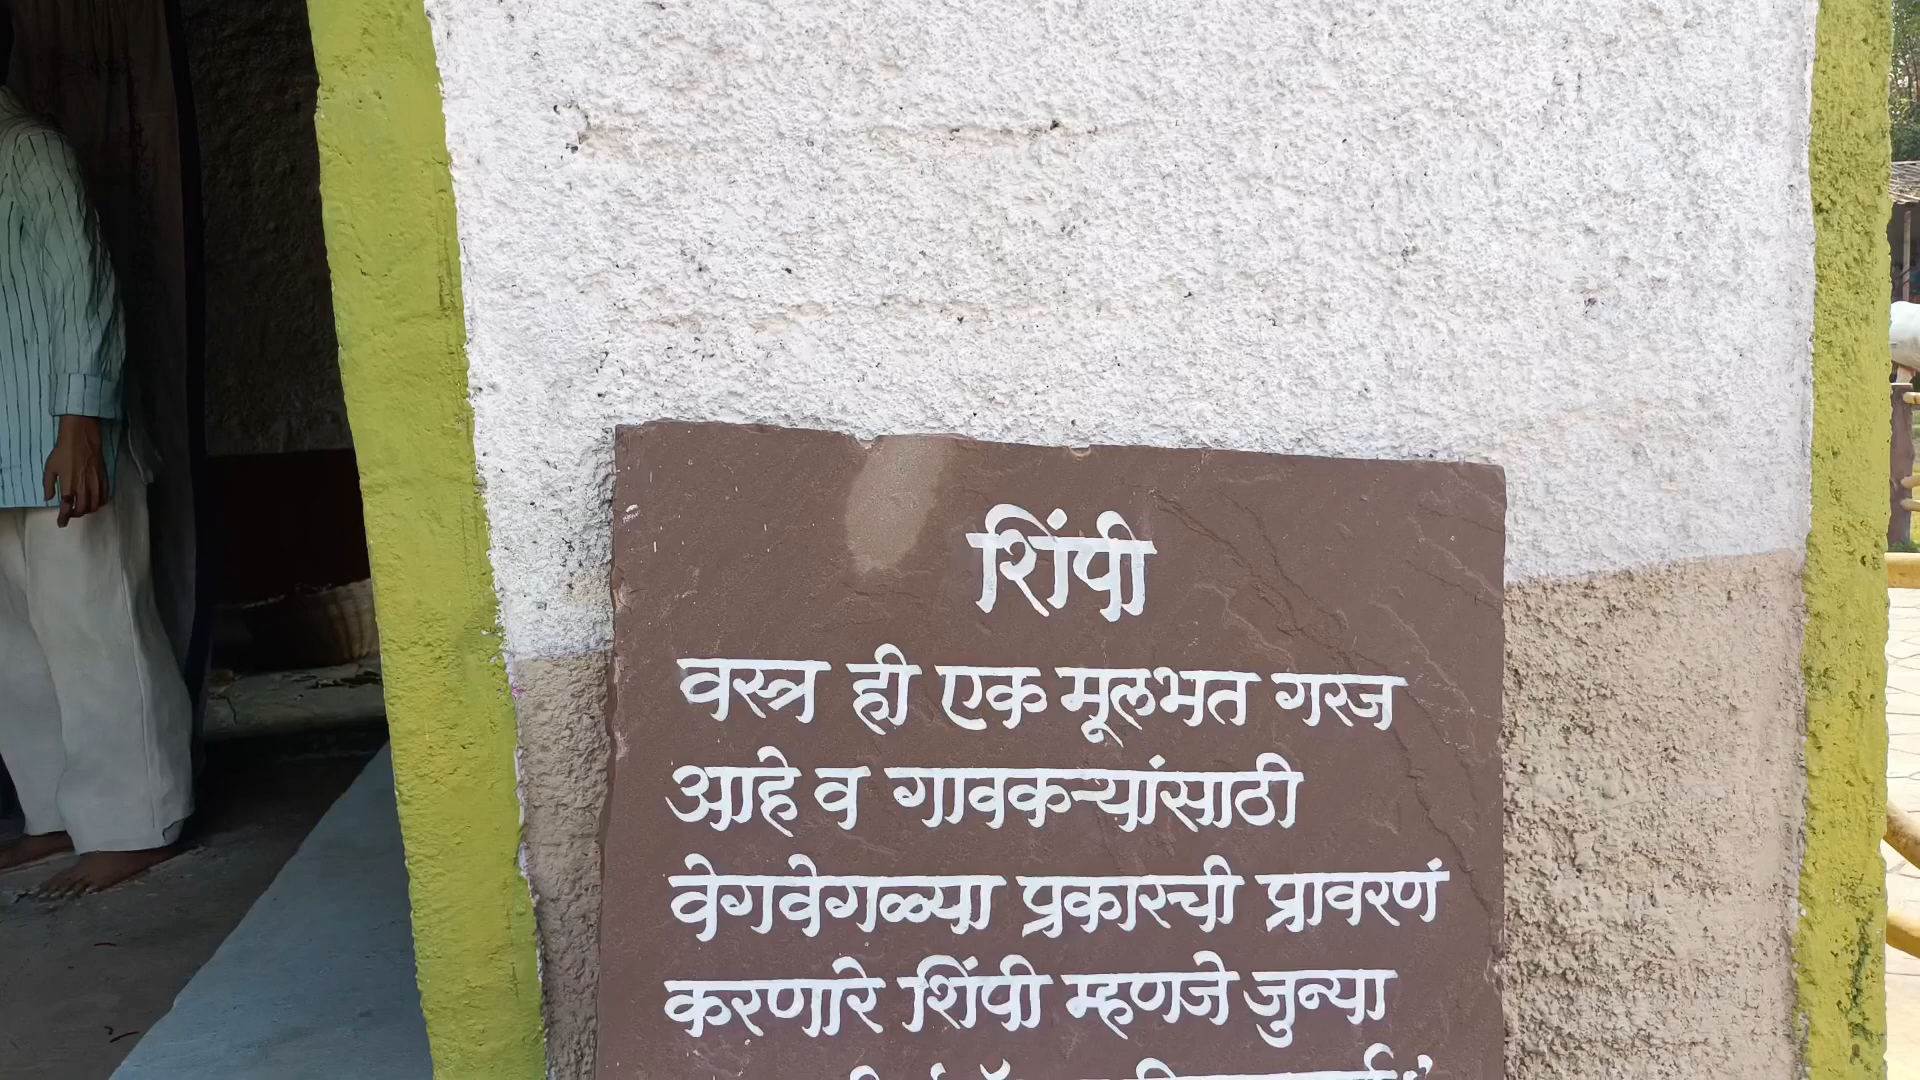 शिंपी
वस्त्र ही एक मूलभत गरज
आहे व गावकऱ्यांसाठी
वेगवेगळ्या प्रकारची प्रावरणं
करणारे शिंपी म्हणजे जुन्या